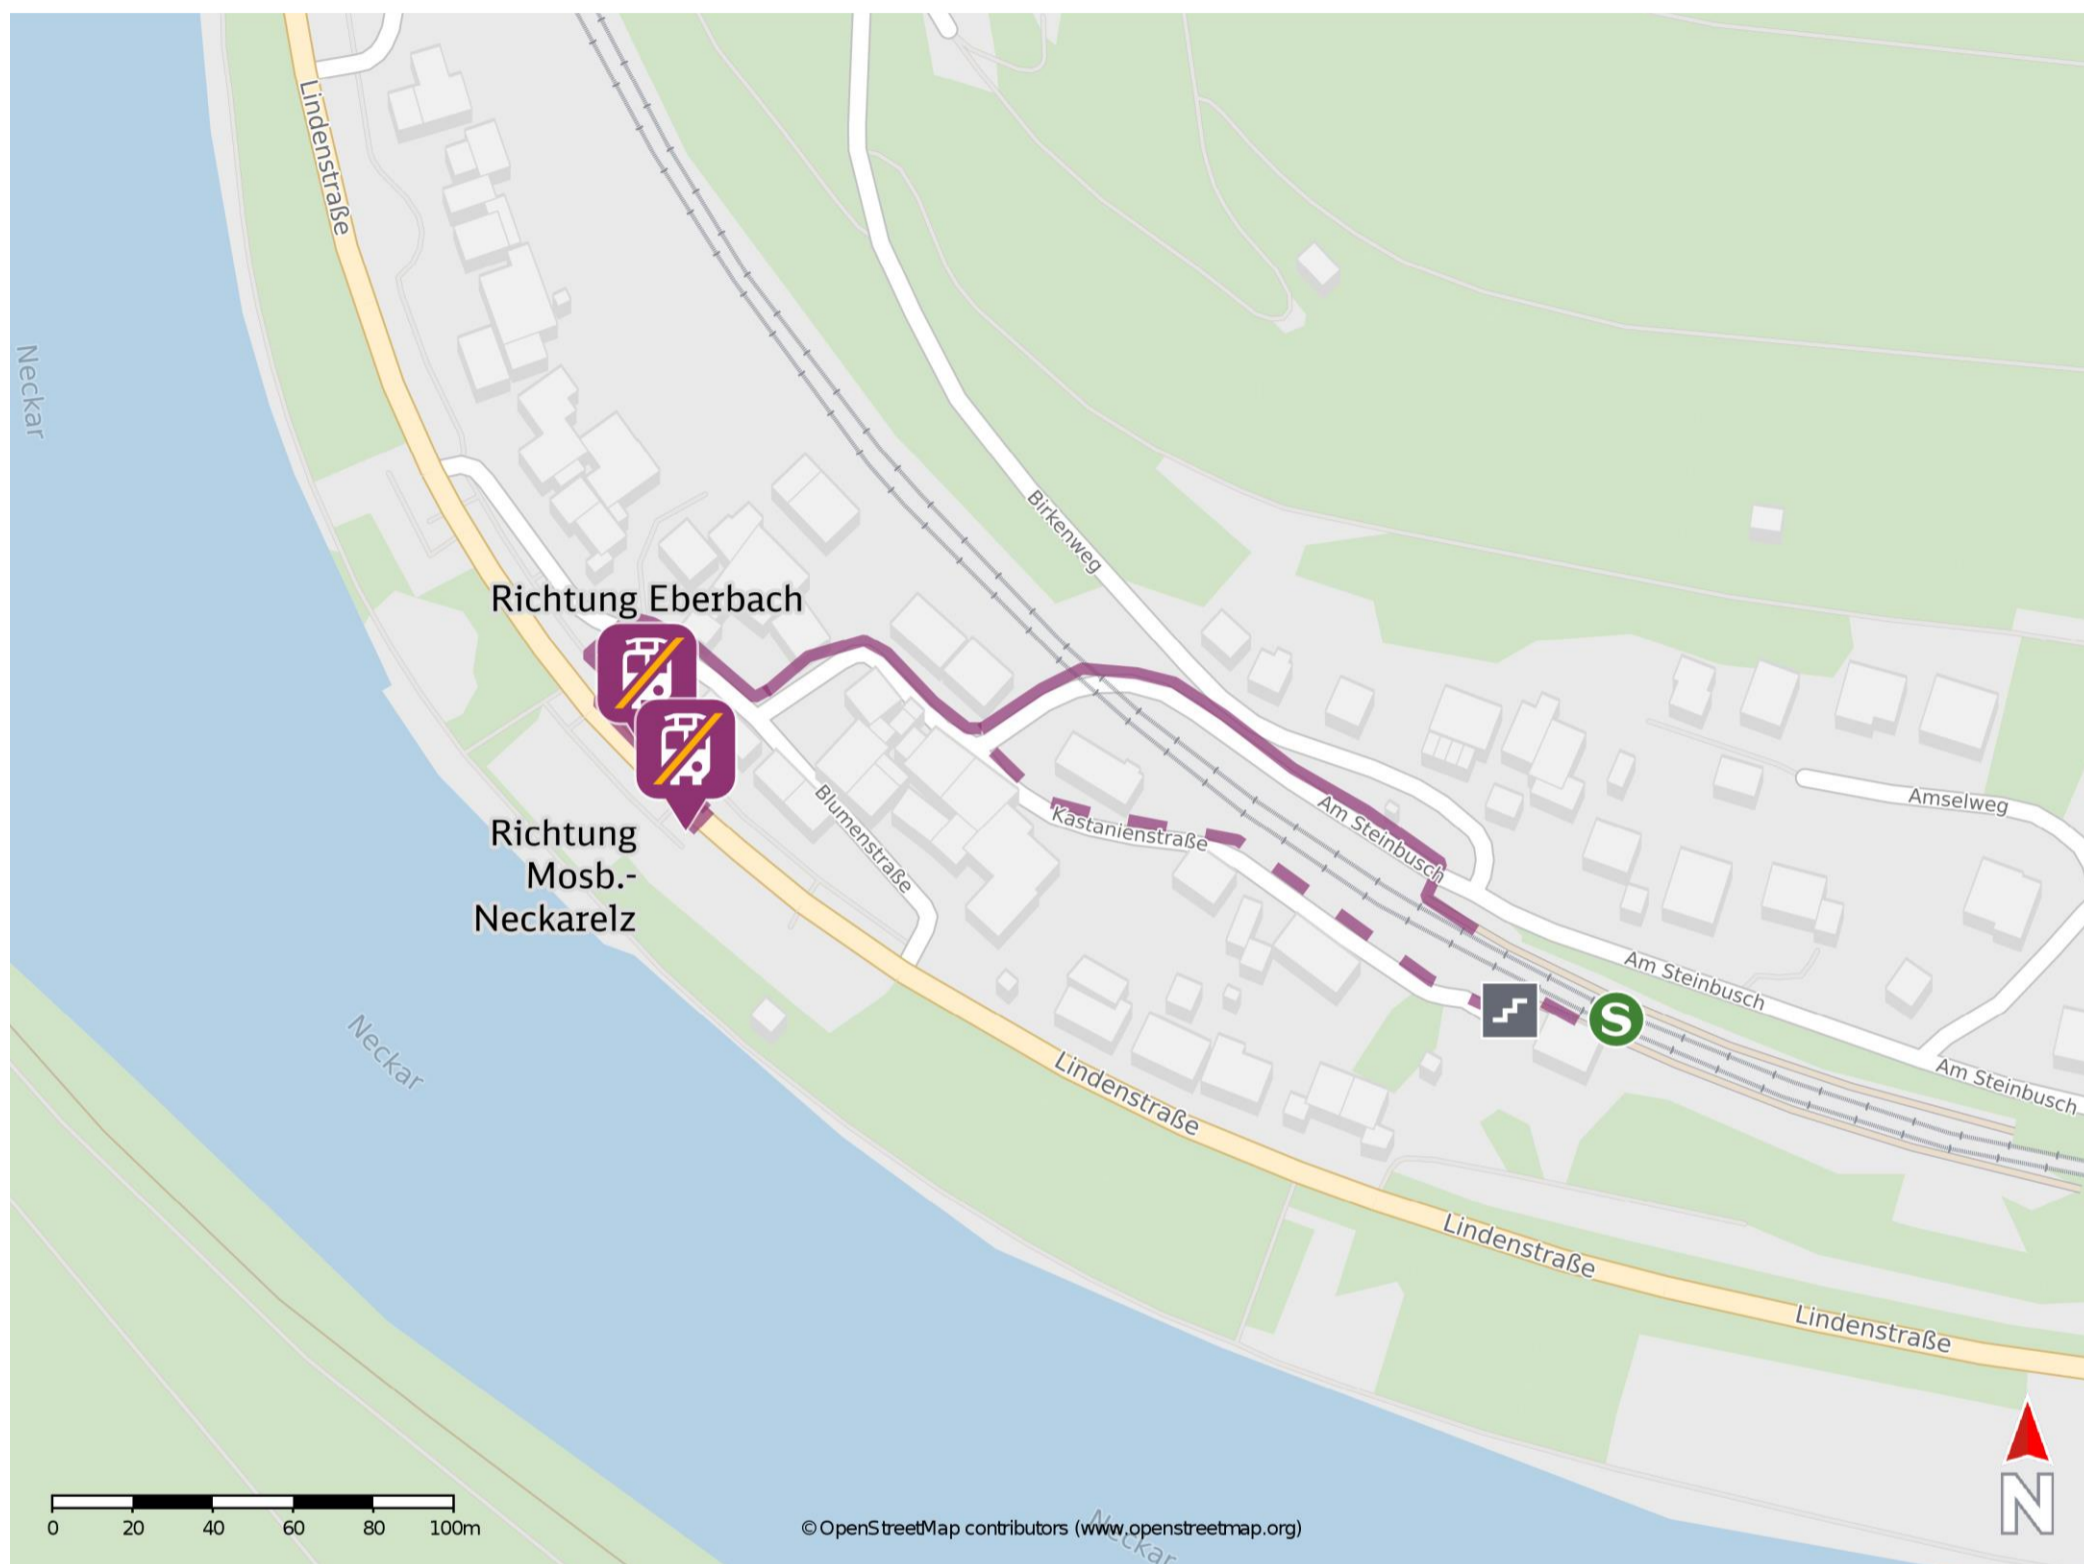 Lindenstraße
Neckar
Birkenweg
Richtung Eberbach
Amselweg
Am Steinbusch
Kastanienstraße
Blumenstraße
Richtung
Mosb.-
Neckarelz
Am Steinbusch
S
Neckar
Lindenstraße
Am Steinbusch
Lindenstraße
Lindenstraße
N
0 20 40 60 80 100m
© OpenStreetMap contributors (www.openstreetmap.org)
Neckar